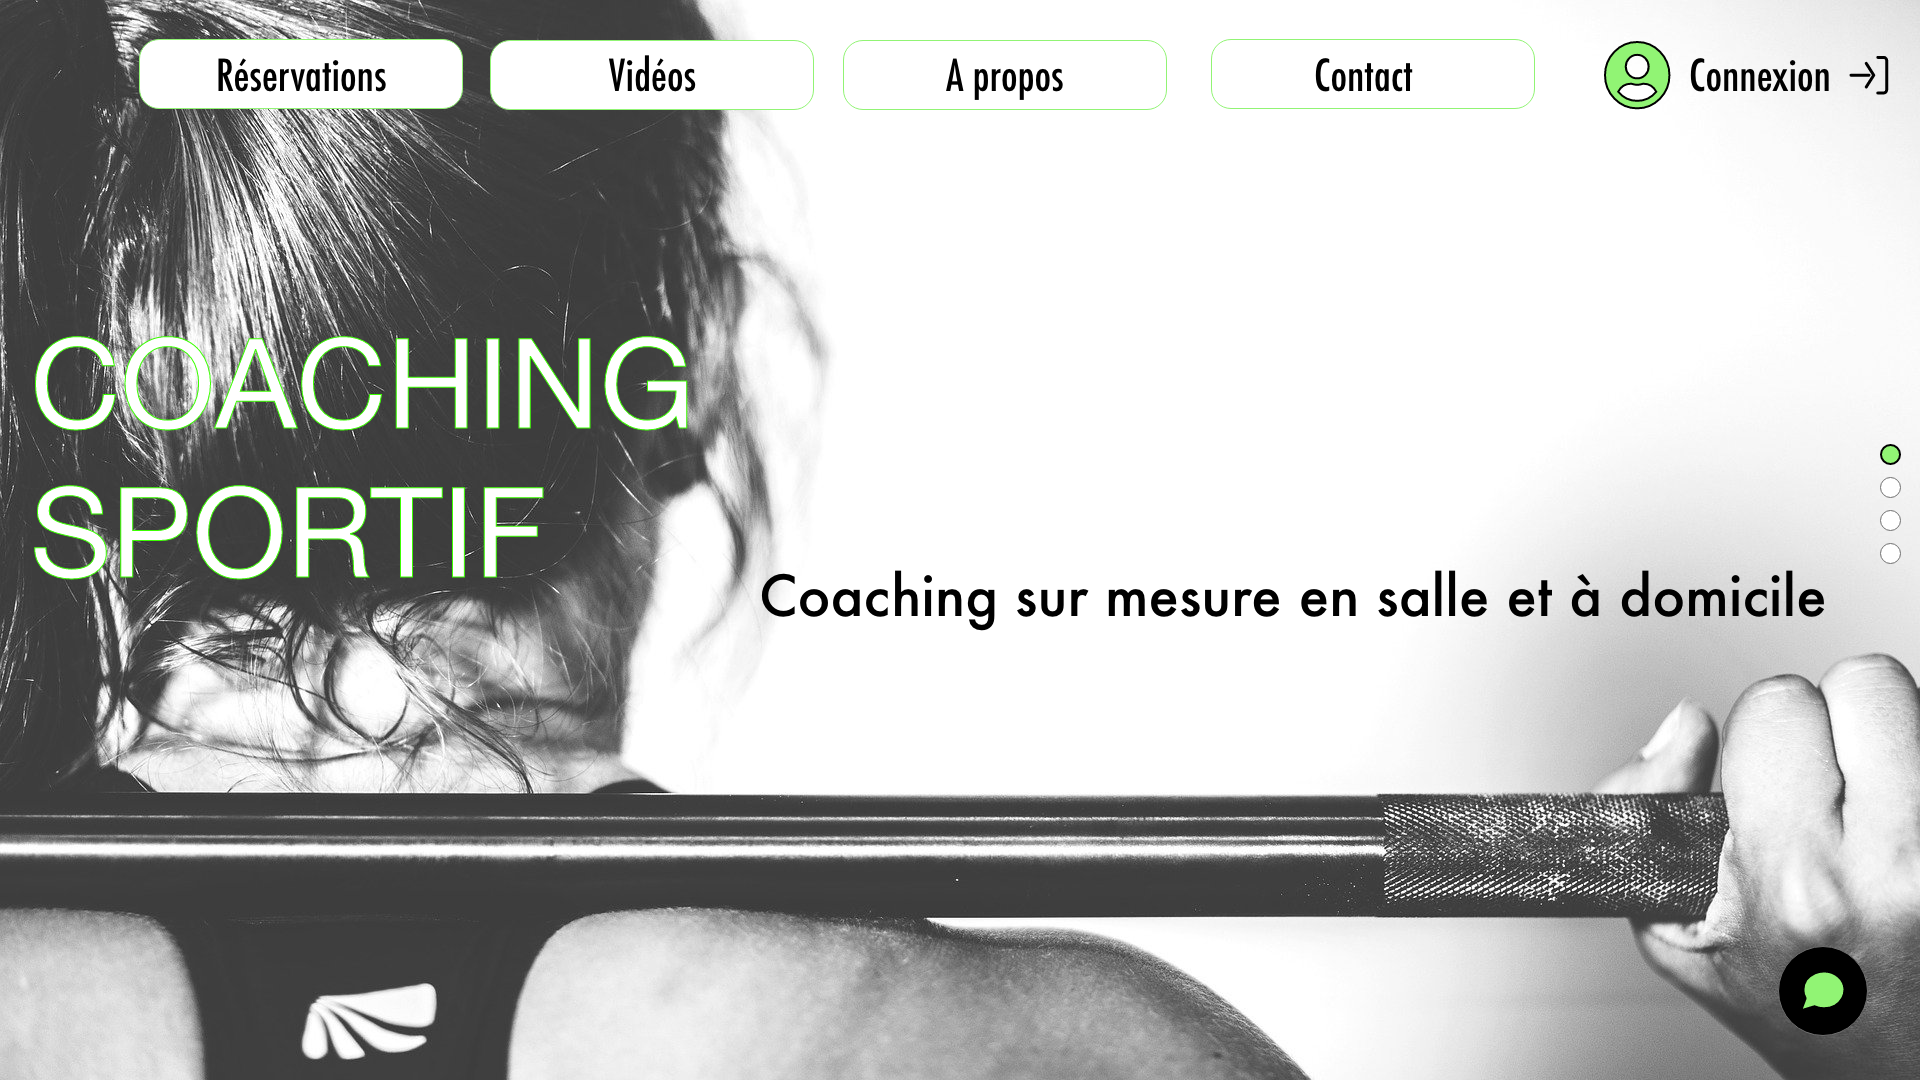 Réservations
Vidéos
A propos
Contact
Connexion
COACHING
SPORTIF
Coaching sur mesure en salle et à domicile